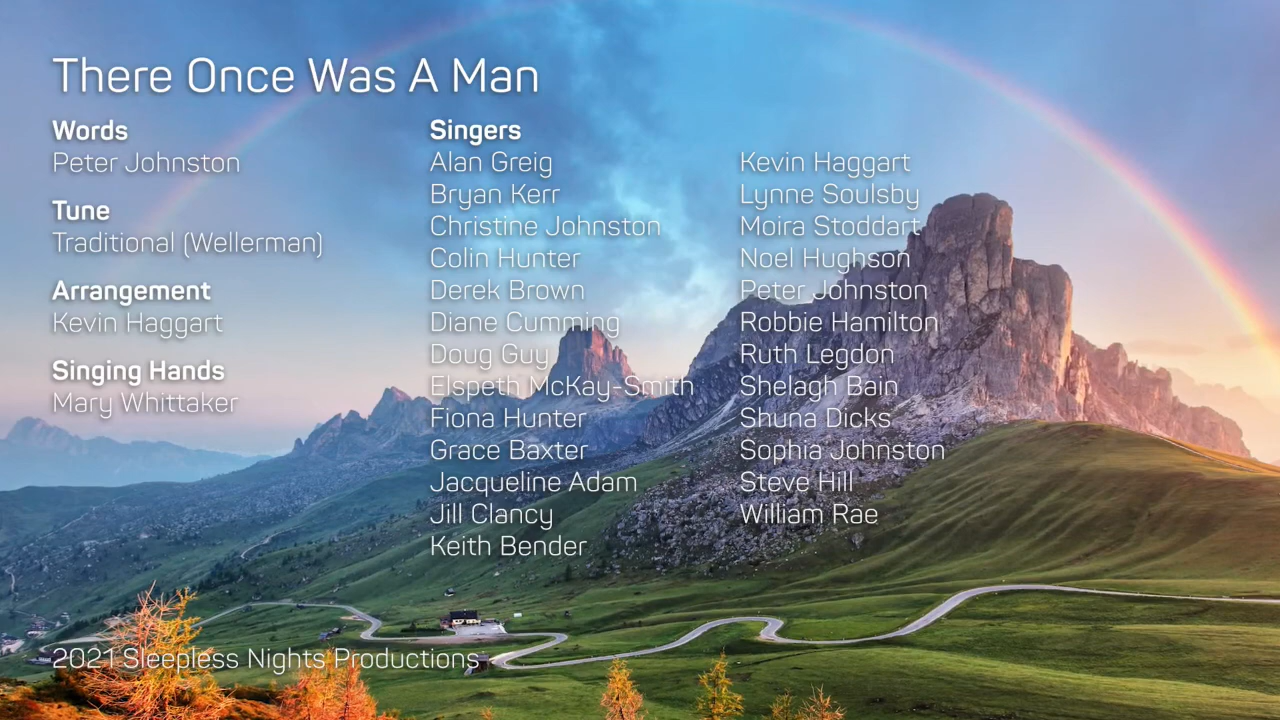 There Once Was A Man
Words
Peter Johnston
Tune
Traditional (Wellerman)
Arrangement
Kevin Haggart
Singing Hands
Mary Whittaker
Singers
Alan Greig
Bryan Kerr
Christine Johnston
Colin Hunter
Derek Brown
Diane Cumming
Doug Guy
Elspeth McKay-Smith
Fiona Hunter
Grace Baxter
Jacqueline Adam
Jill Clancy
Keith Bender
Kevin Haggart
Lynne Soulsby
Moira Stoddart
Noel Hughson
Peter Johnston
Robbie Hamilton
Ruth Legdon
Shelagh Bain
Shuna Dicks
Sophia Johnston
Steve Hill
William Rae
2021 Sleepless Nights Productions